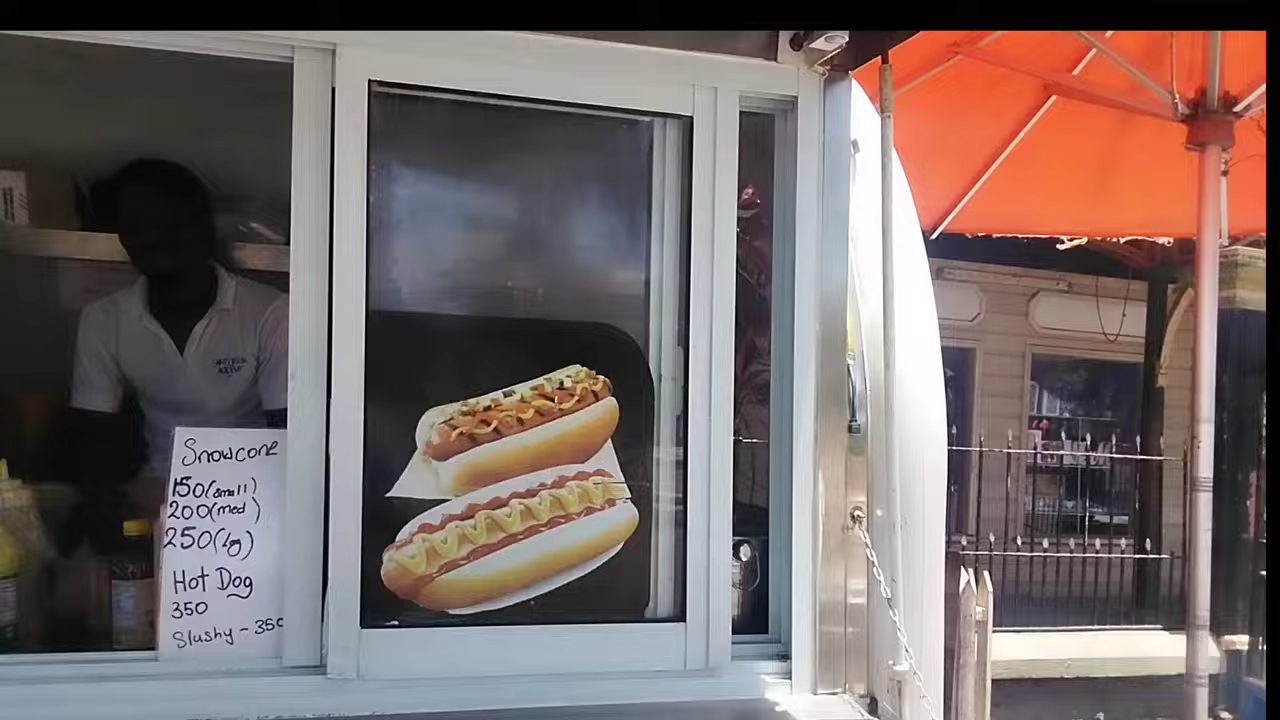 Snowcone
150(small)
200(med)
250(Lg)
Hot Dog
350
Slushy - 350